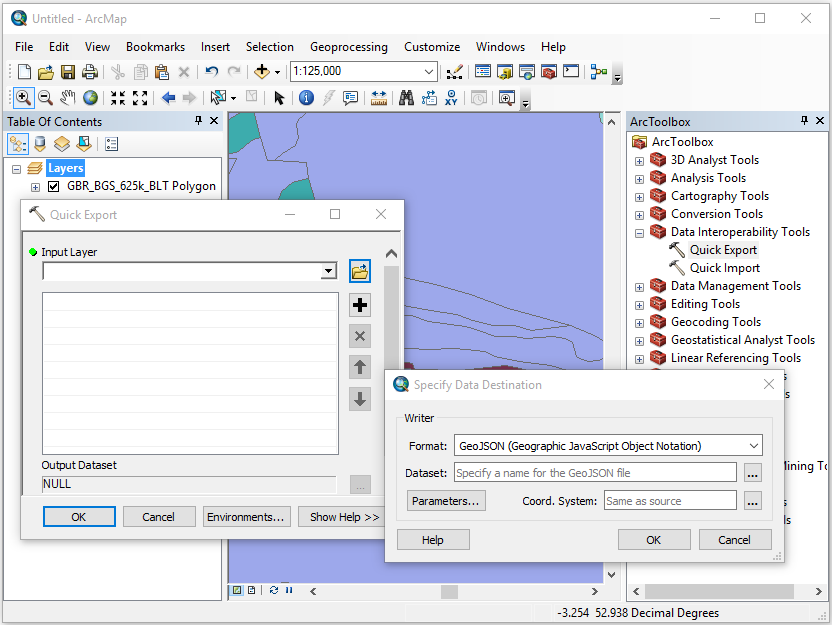 Untitled - ArcMap
File Edit View Bookmarks Insert Selection Geoprocessing Customize Windows Help
1:125,000
Table Of Contents
Layers
GBR_BGS_625k_BLT Polygon
Quick Export
Input Layer
Output Dataset
NULL
OK Cancel Environments... Show Help >>
ArcToolbox
ArcToolbox
3D Analyst Tools
Analysis Tools
Cartography Tools
Conversion Tools
Data Interoperability Tools
Quick Export
Quick Import
Data Management Tools
Editing Tools
Geocoding Tools
Geostatistical Analyst Tools
Linear Referencing Tools
Specify Data Destination
Writer
Format: GeoJSON (Geographic JavaScript Object Notation)
Dataset: Specify a name for the GeoJSON file ...
Parameters... Coord. System: Same as source ...
Help OK Cancel
-3.254 52.938 Decimal Degrees